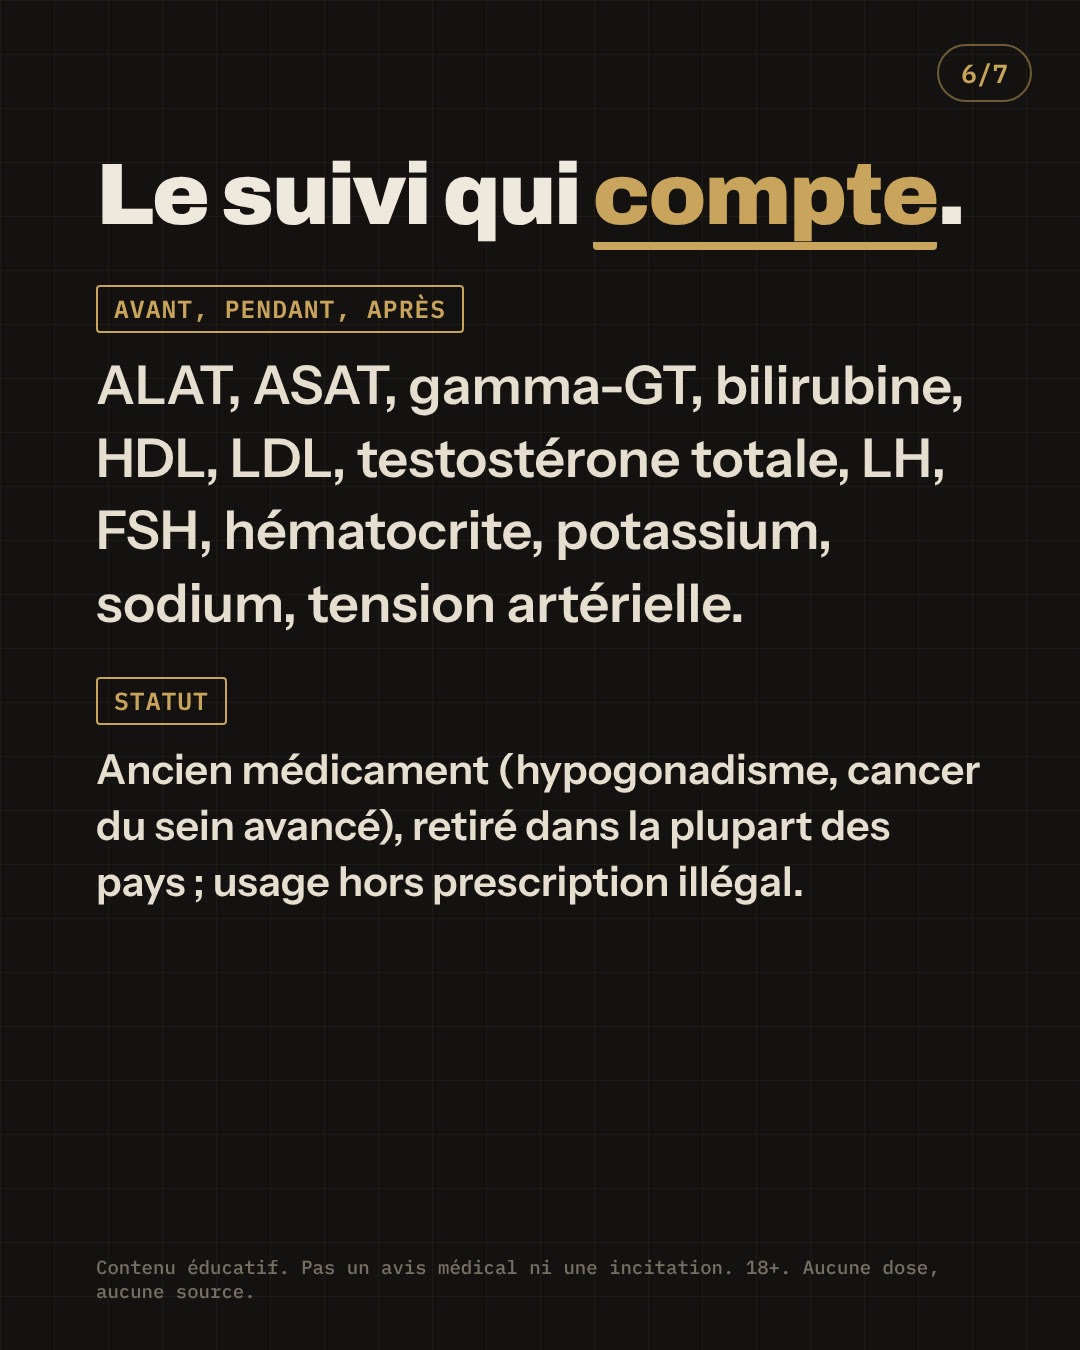 6/7
Le suivi qui compte.
AVANT, PENDANT, APRÈS
ALAT, ASAT, gamma-GT, bilirubine,
HDL, LDL, testostérone totale, LH,
FSH, hématocrite, potassium,
sodium, tension artérielle.
STATUT
Ancien médicament (hypogonadisme, cancer
du sein avancé), retiré dans la plupart des
pays ; usage hors prescription illégal.
Contenu éducatif. Pas un avis médical ni une incitation. 18+. Aucune dose,
aucune source.